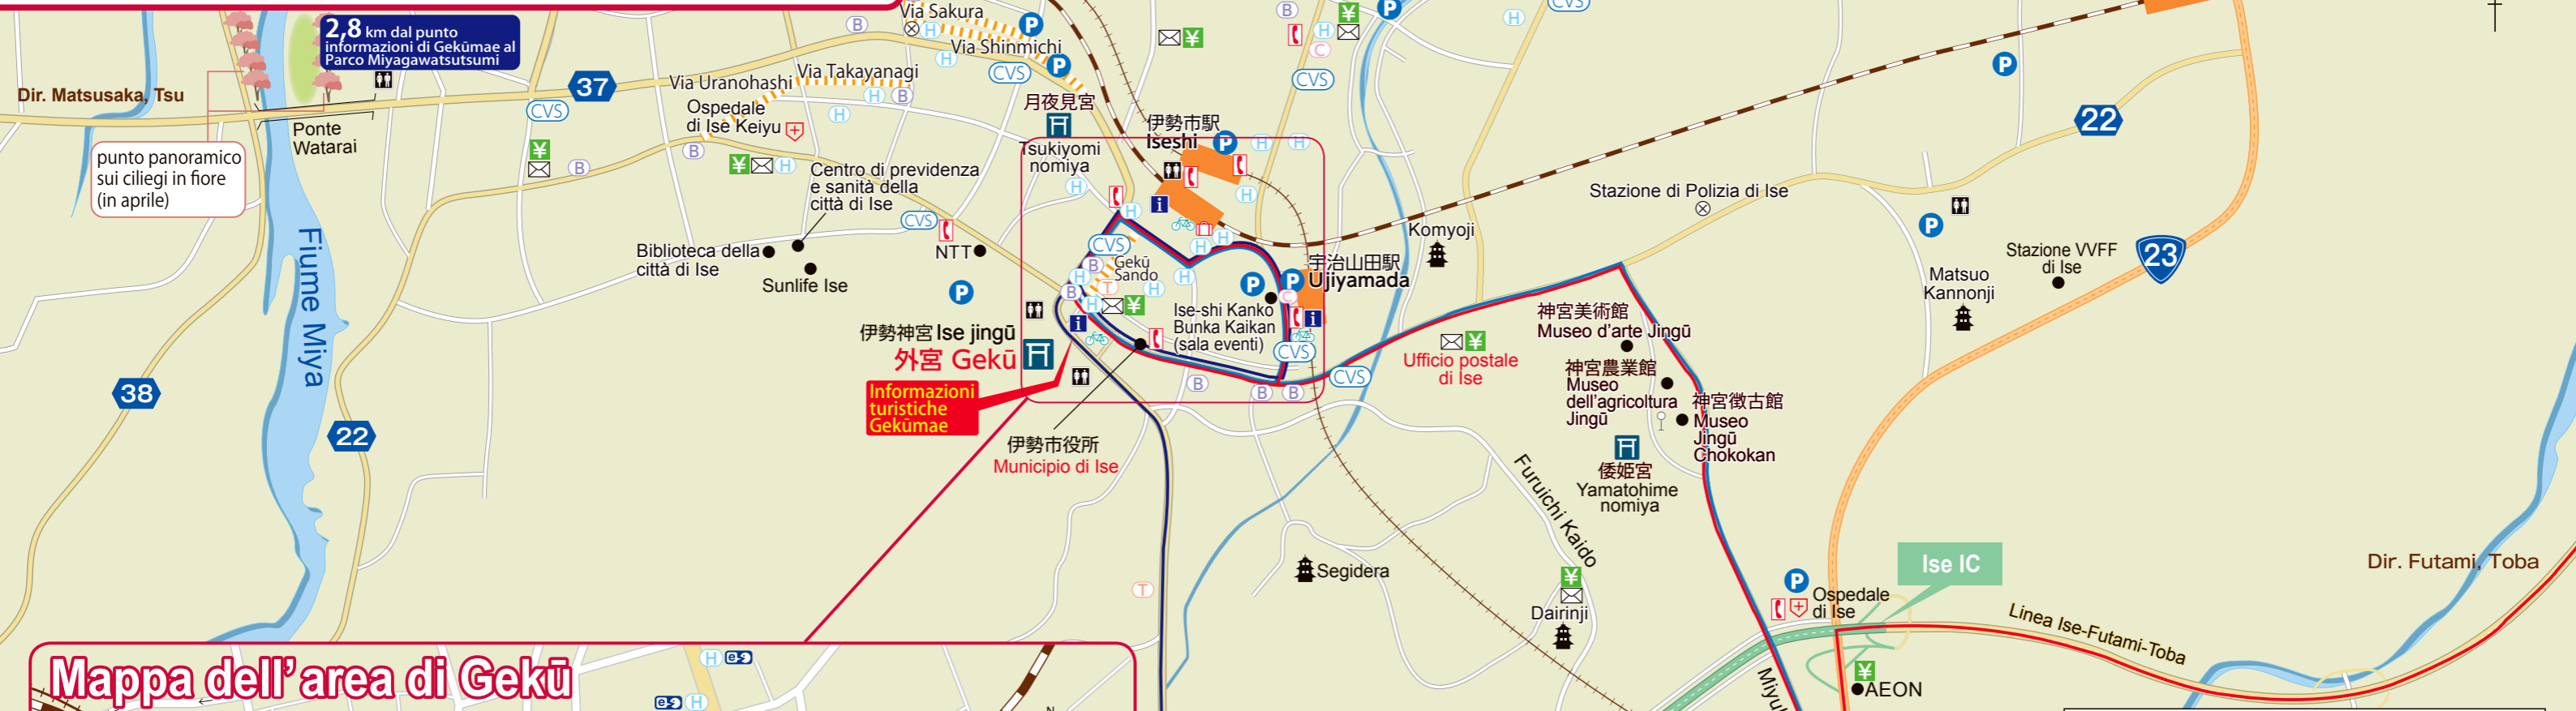 Via Sakura
Via Shinmichi
Via Uranohashi
Via Takayanagi
2,8 km dal punto
informazioni di Gekūmae al
Parco Miyagawatsutsumi
Dir. Matsusaka, Tsu
37
CVS
Ponte
Watarai
punto panoramico
sui ciliegi in fiore
(in aprile)
Ospedale
di Ise Keiyu
Centro di previdenza
e sanità della
città di Ise
Biblioteca della
città di Ise
Sunlife Ise
NTT
Fiume Miya
38
22
月夜見宮
Tsukiyomi
nomiya
伊勢市駅
Iseshi
Gekū
Sando
Ise-shi Kanko
Bunka Kaikan
(sala eventi)
宇治山田駅
Ujiyamada
伊勢神宮 Ise jingū
外宮 Gekū
Informazioni
turistiche
Gekūmae
伊勢市役所
Municipio di Ise
Komyoji
Ufficio postale
di Ise
Stazione di Polizia di Ise
22
23
Stazione VVFF
di Ise
Matsuo
Kannonji
神宮美術館
Museo d'arte Jingū
神宮農業館
Museo
dell'agricoltura
Jingū
神宮徴古館
Museo
Jingū
Chokokan
倭姫宮
Yamatohime
nomiya
Furuichi Kaido
Segidera
Dairinji
Ise IC
Ospedale
di Ise
Linea Ise-Futami-Toba
Dir. Futami, Toba
AEON
Mappa dell'area di Gekū